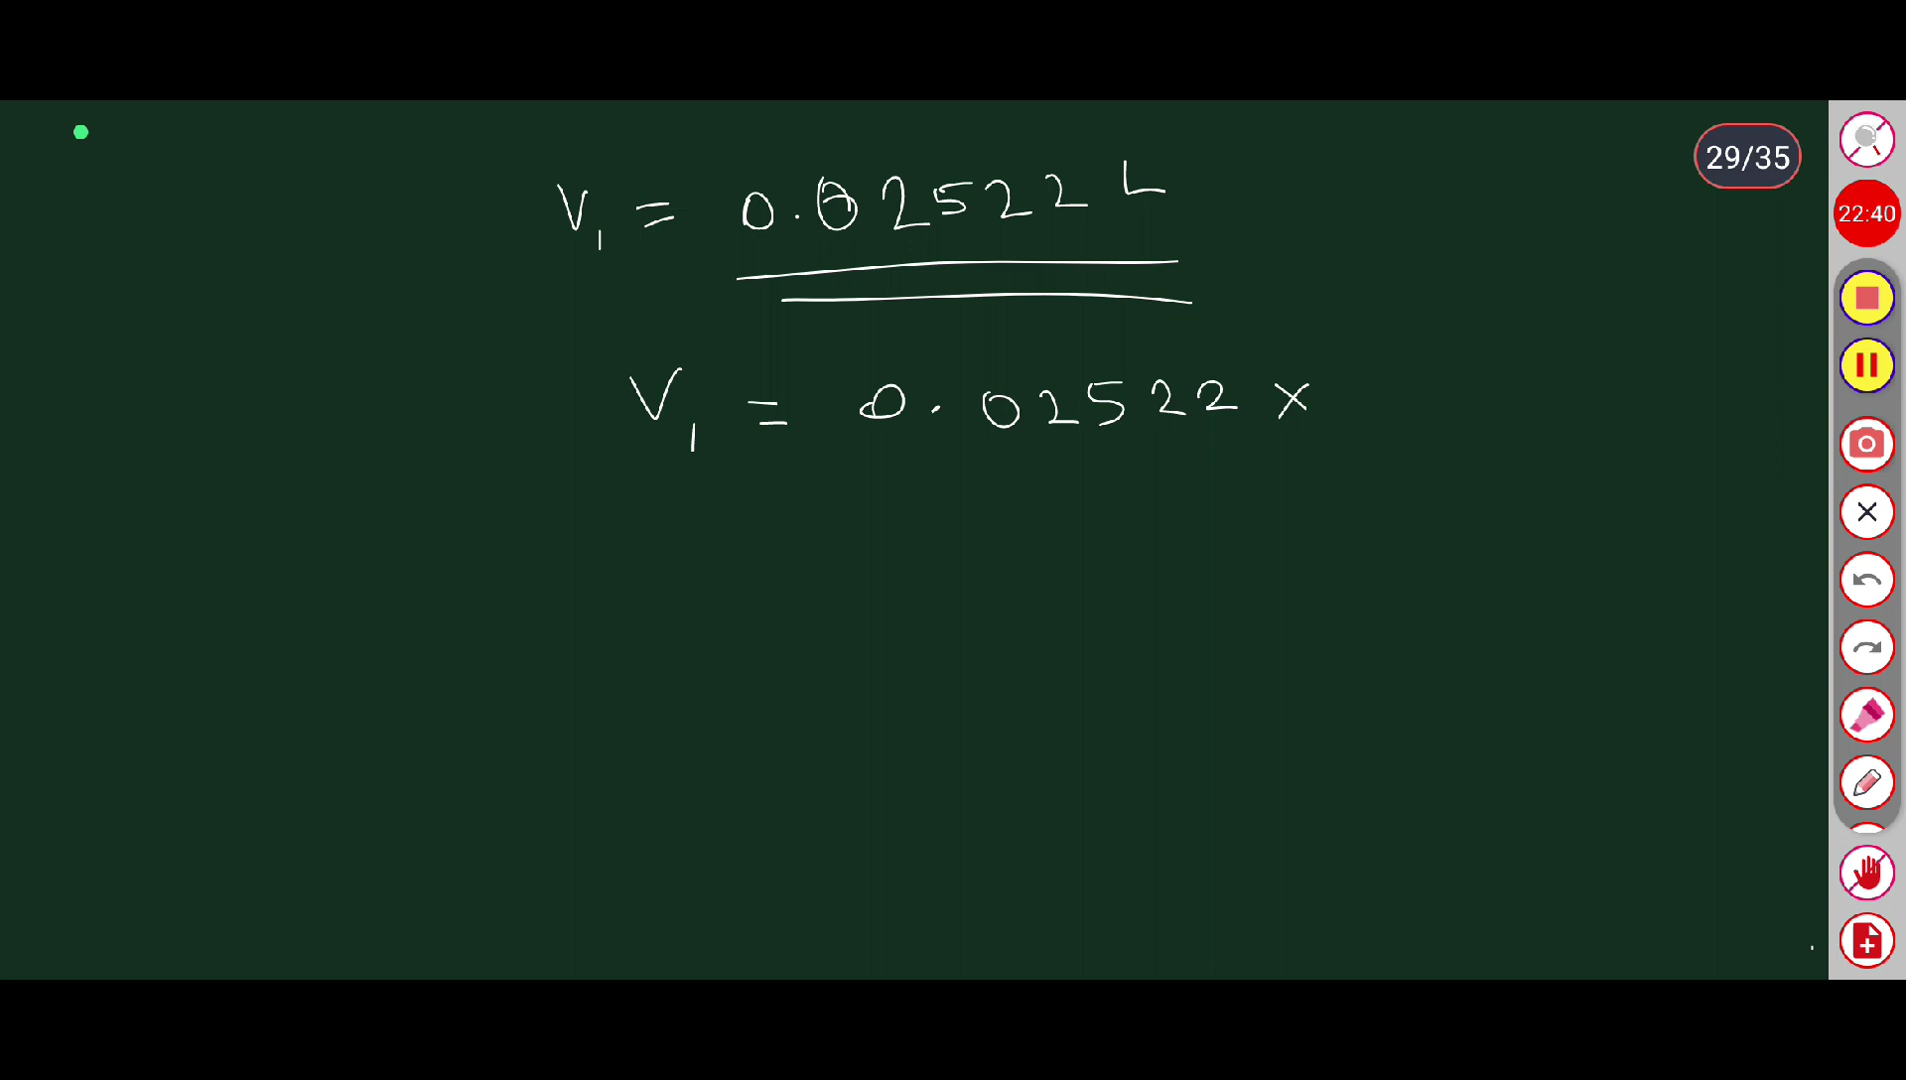 29/35
22:40
V₁ = 0.02522 L
V₁ = 0.02522 ×